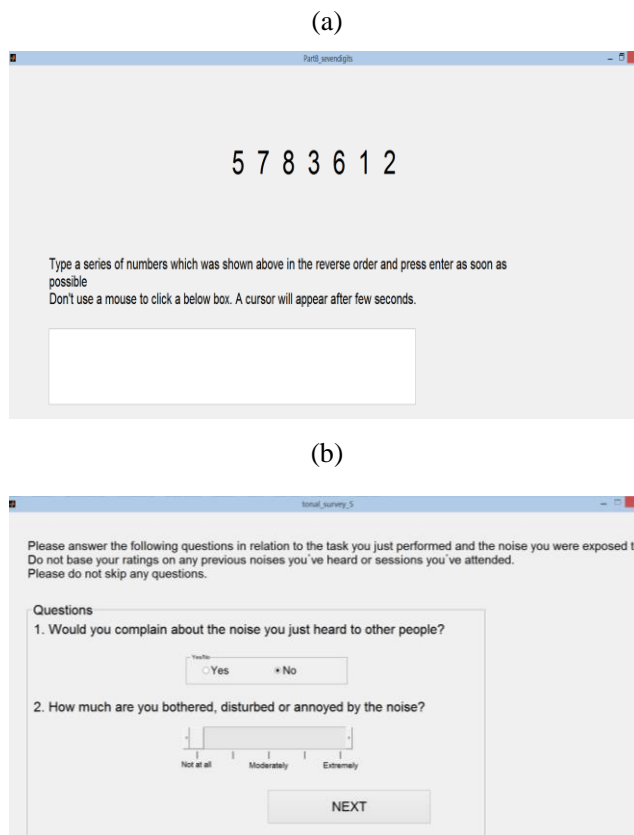 (a)
PartB_sevendigits
5 7 8 3 6 1 2
Type a series of numbers which was shown above in the reverse order and press enter as soon as
possible
Don't use a mouse to click a below box. A cursor will appear after few seconds.
(b)
tonal_survey_5
Please answer the following questions in relation to the task you just performed and the noise you were exposed t
Do not base your ratings on any previous noises you've heard or sessions you've attended.
Please do not skip any questions.
Questions
1. Would you complain about the noise you just heard to other people?
Yes/No
Yes No
2. How much are you bothered, disturbed or annoyed by the noise?
Not at all Moderately Extremely
NEXT